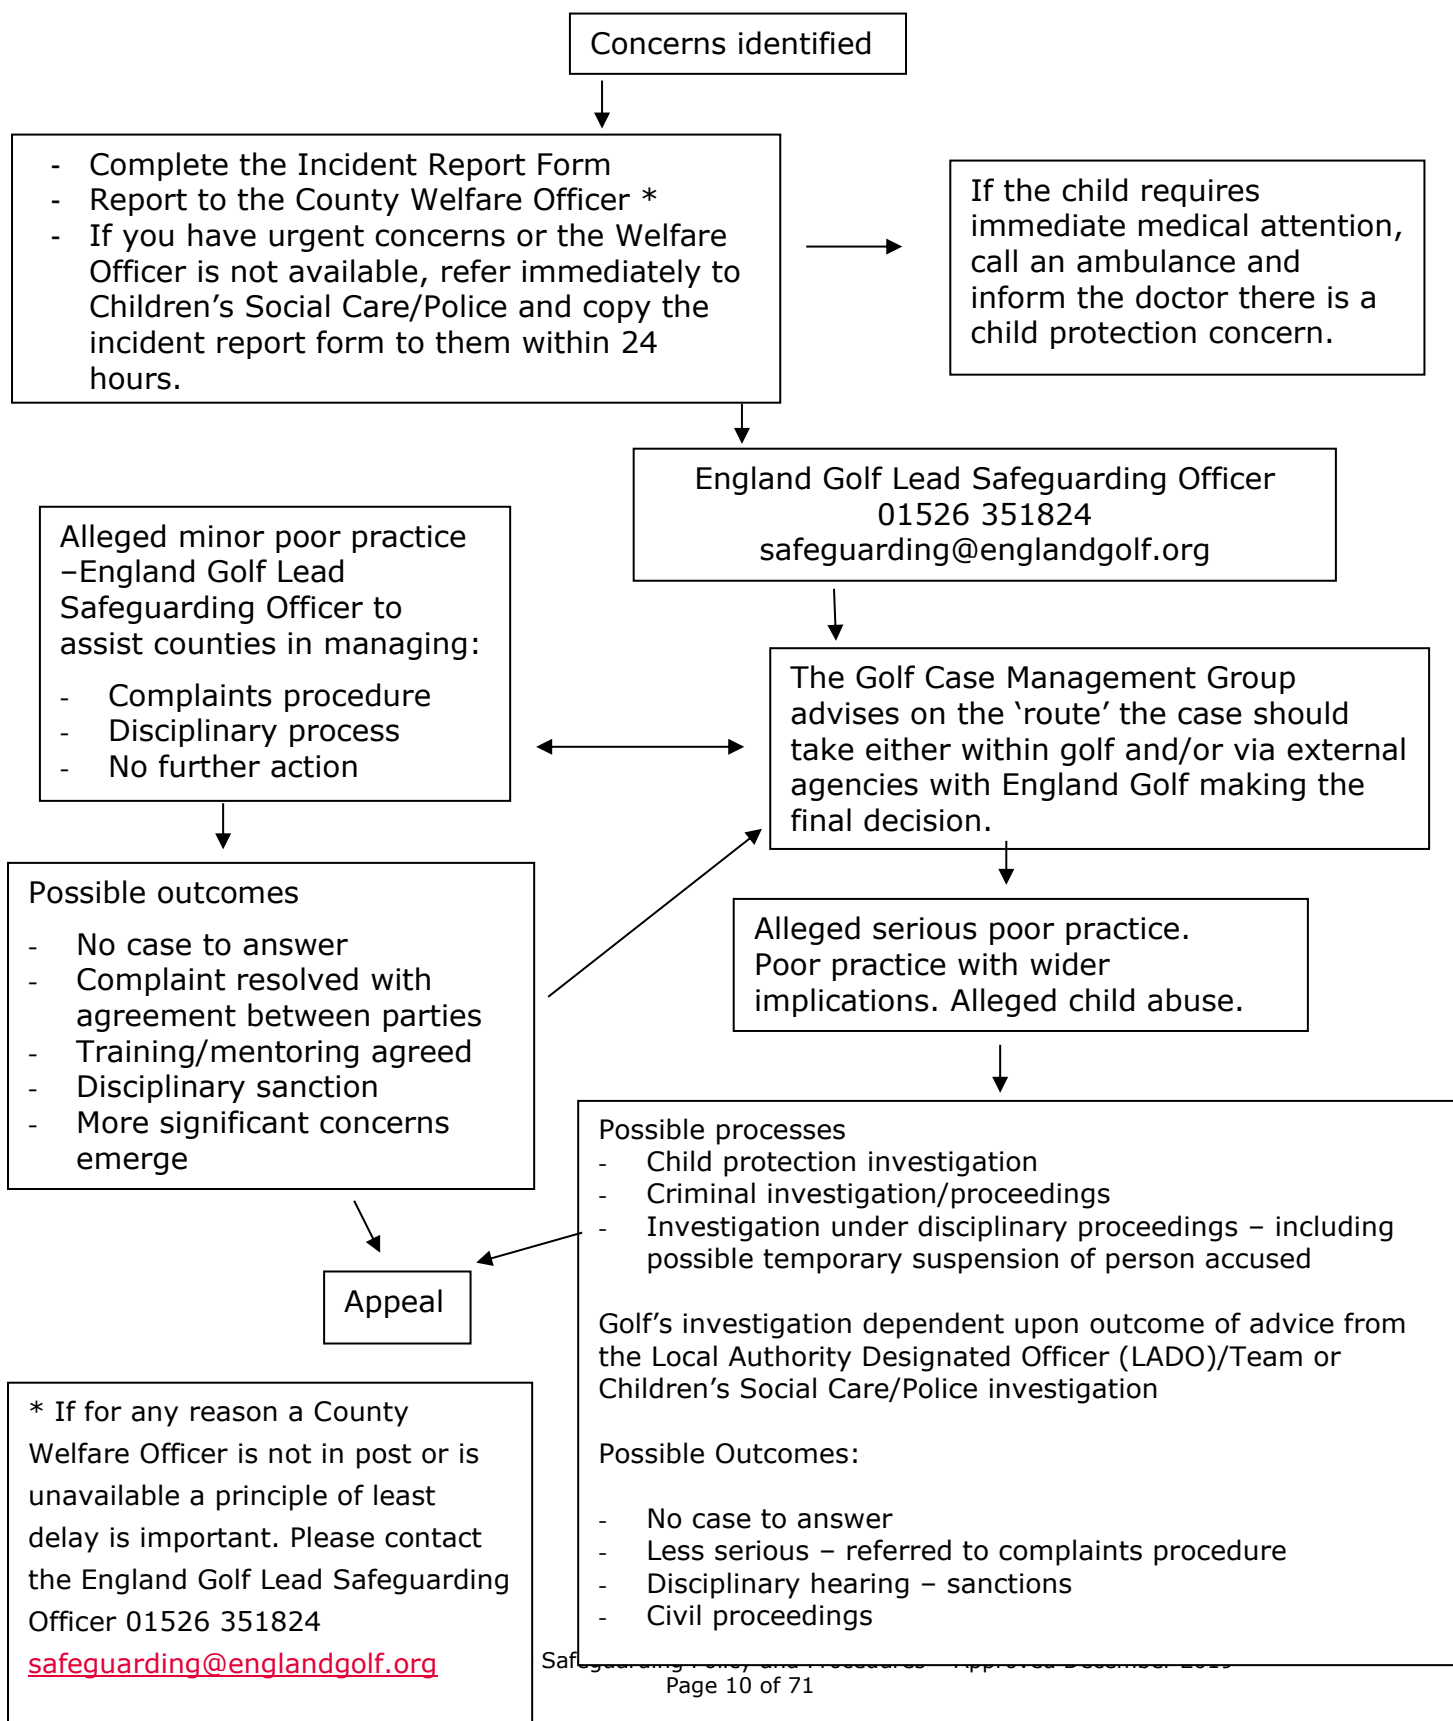 Concerns identified
- Complete the Incident Report Form
- Report to the County Welfare Officer *
- If you have urgent concerns or the Welfare
Officer is not available, refer immediately to
Children’s Social Care/Police and copy the
incident report form to them within 24
hours.
If the child requires
immediate medical attention,
call an ambulance and
inform the doctor there is a
child protection concern.
England Golf Lead Safeguarding Officer
01526 351824
safeguarding@englandgolf.org
Alleged minor poor practice
–England Golf Lead
Safeguarding Officer to
assist counties in managing:
- Complaints procedure
- Disciplinary process
- No further action
The Golf Case Management Group
advises on the ‘route’ the case should
take either within golf and/or via external
agencies with England Golf making the
final decision.
Possible outcomes
- No case to answer
- Complaint resolved with
agreement between parties
- Training/mentoring agreed
- Disciplinary sanction
- More significant concerns
emerge
Alleged serious poor practice.
Poor practice with wider
implications. Alleged child abuse.
Possible processes
- Child protection investigation
- Criminal investigation/proceedings
- Investigation under disciplinary proceedings – including
possible temporary suspension of person accused
Golf’s investigation dependent upon outcome of advice from
the Local Authority Designated Officer (LADO)/Team or
Children’s Social Care/Police investigation
Possible Outcomes:
- No case to answer
- Less serious – referred to complaints procedure
- Disciplinary hearing – sanctions
- Civil proceedings
Appeal
* If for any reason a County
Welfare Officer is not in post or is
unavailable a principle of least
delay is important. Please contact
the England Golf Lead Safeguarding
Officer 01526 351824
safeguarding@englandgolf.org
Safeguarding Policy and Procedures – Approved December 2019
Page 10 of 71